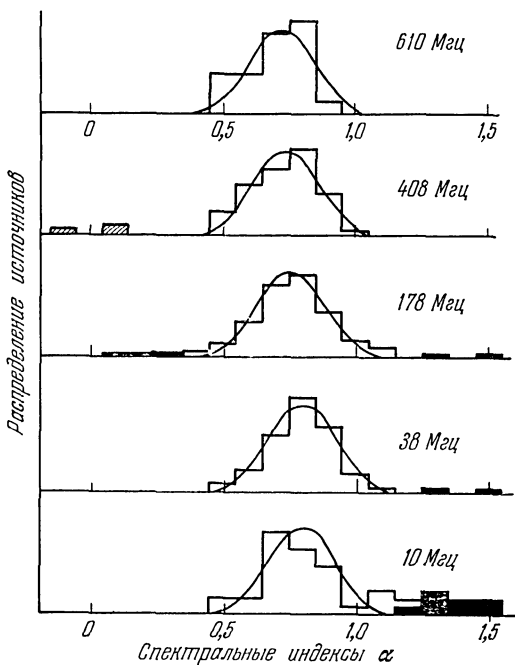 610 Мгц
0 0,5 1,0 1,5
408 Мгц
178 Мгц
38 Мгц
10 Мгц
0 0,5 1,0 1,5
Спектральные индексы α
Распределение источников